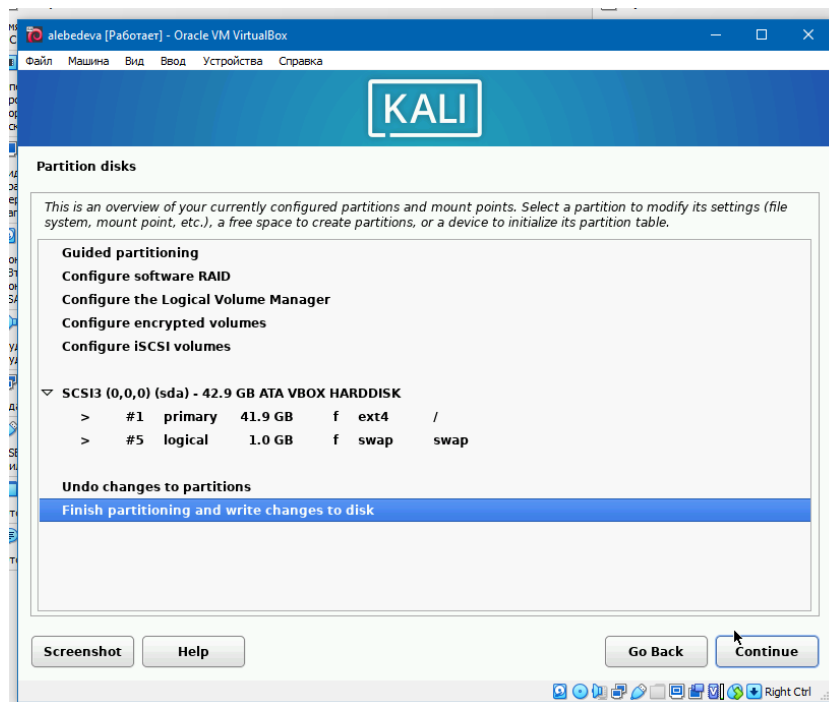 alebedeva [Работает] - Oracle VM VirtualBox
Файл Машина Вид Ввод Устройства Справка
KALI
Partition disks
This is an overview of your currently configured partitions and mount points. Select a partition to modify its settings (file
system, mount point, etc.), a free space to create partitions, or a device to initialize its partition table.
Guided partitioning
Configure software RAID
Configure the Logical Volume Manager
Configure encrypted volumes
Configure iSCSI volumes
SCSI3 (0,0,0) (sda) - 42.9 GB ATA VBOX HARDDISK
> #1 primary 41.9 GB f ext4 /
> #5 logical 1.0 GB f swap swap
Undo changes to partitions
Finish partitioning and write changes to disk
Screenshot Help Go Back Continue
Right Ctrl